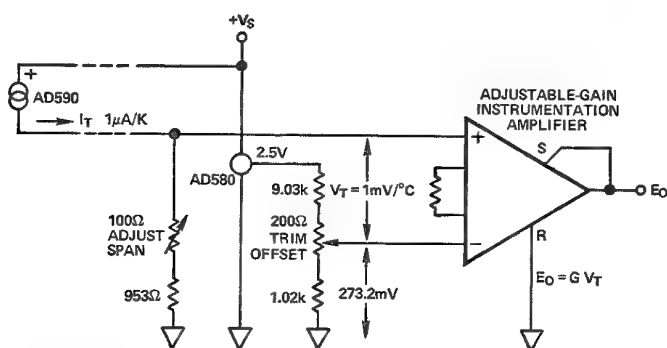 +VS
+
AD590
IT 1μA/K
ADJUSTABLE-GAIN
INSTRUMENTATION
AMPLIFIER
+
S
2.5V
AD580
9.03k
VT = 1mV/°C
EO
100Ω
ADJUST
SPAN
200Ω
TRIM
OFFSET
−
R
953Ω
1.02k
273.2mV
EO = G VT